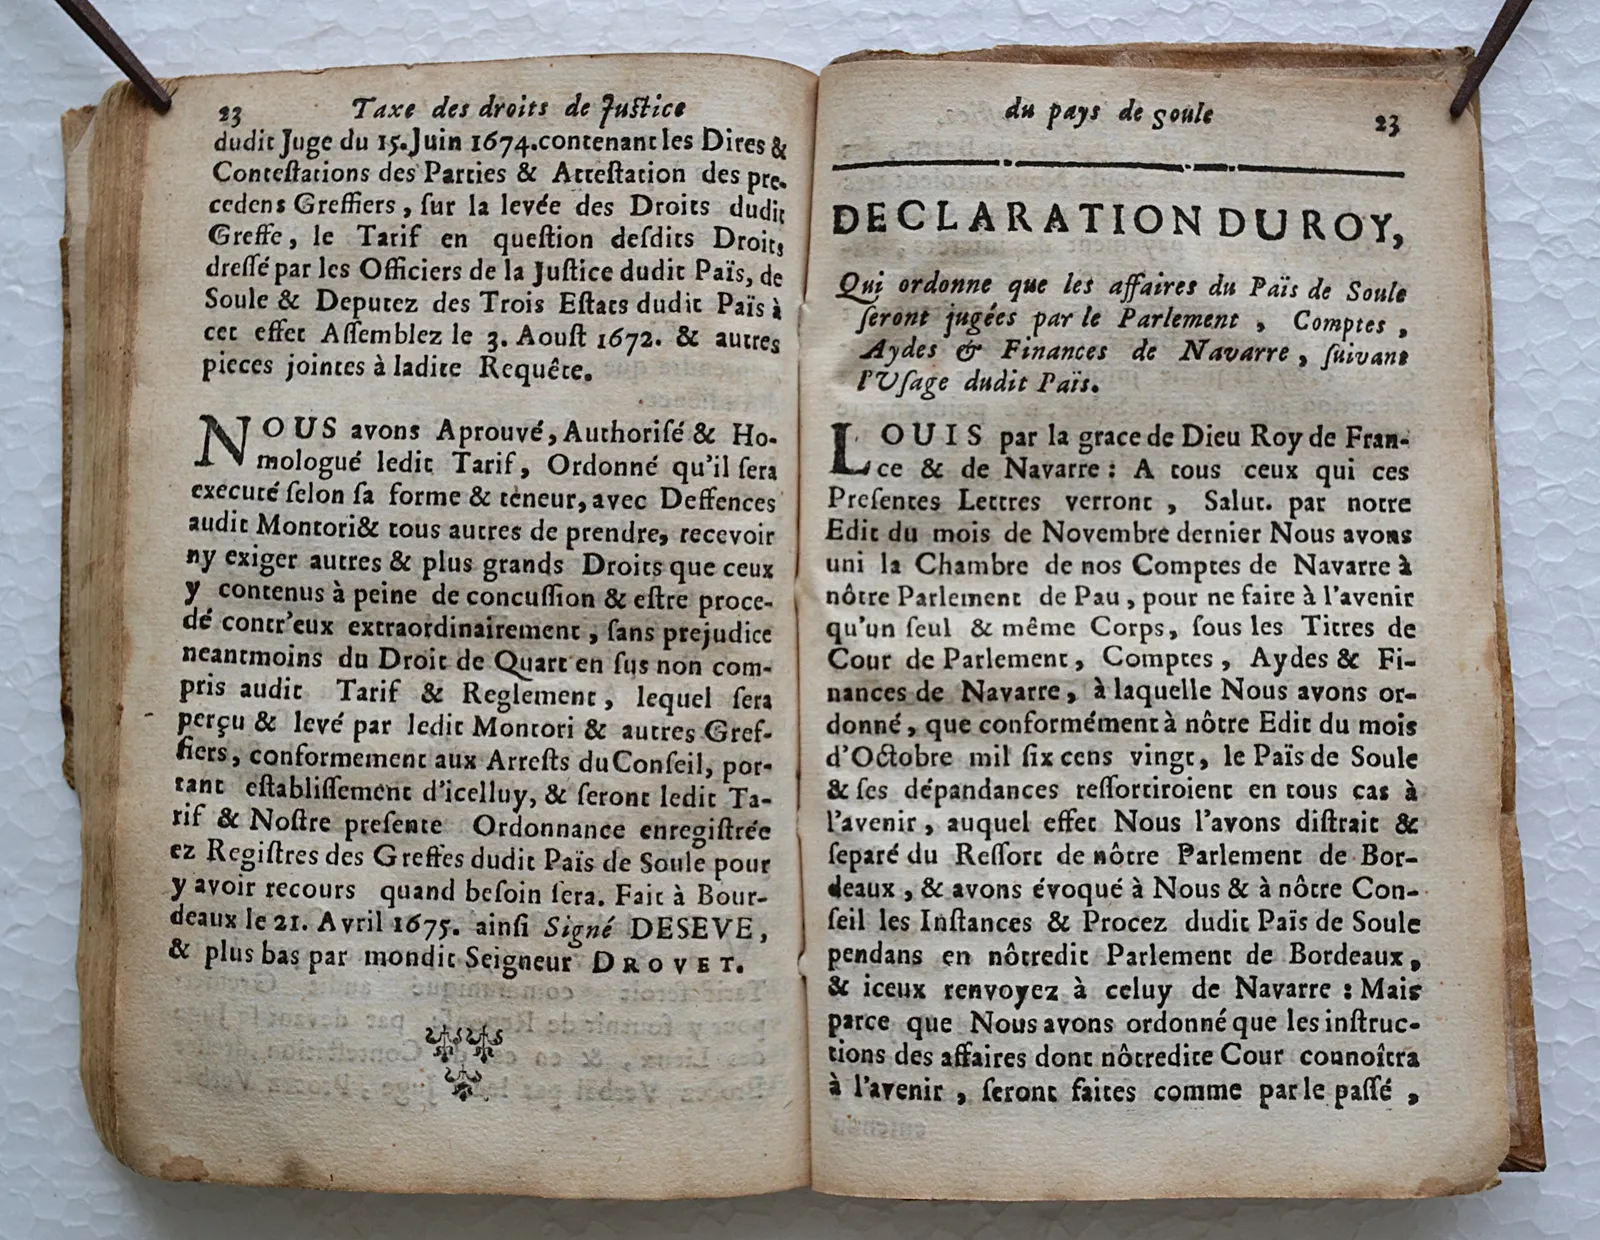 23 Taxe des droits de Justice
dudit Juge du 15. Juin 1674. contenant les Dires &
Conteſtations des Parties & Atteſtation des pre-
cedens Greffiers, ſur la levée des Droits dudit
Greffe, le Tarif en queſtion deſdits Droits
dreſſé par les Officiers de la Juſtice dudit Païs, de
Soule & Deputez des Trois Eſtats dudit Païs à
cet effet Aſſemblez le 3. Aouſt 1672. & autres
pieces jointes à ladite Requête.
NOUS avons Aprouvé, Authoriſé & Ho-
mologué ledit Tarif, Ordonné qu'il ſera
executé ſelon ſa forme & teneur, avec Deffences
audit Montori & tous autres de prendre, recevoir
ny exiger autres & plus grands Droits que ceux
y contenus à peine de concuſſion & eſtre proce-
dé contr'eux extraordinairement, ſans prejudice
neantmoins du Droit de Quart en ſus non com-
pris audit Tarif & Reglement, lequel ſera
perçu & levé par ledit Montori & autres Gref-
fiers, conformement aux Arreſts du Conſeil, por-
tant eſtabliſſement d'icelluy, & ſeront ledit Ta-
rif & Noſtre preſente Ordonnance enregiſtrée
ez Regiſtres des Greffes dudit Païs de Soule pour
y avoir recours quand beſoin ſera. Fait à Bour-
deaux le 21. Avril 1675. ainſi Signé DESEVE,
& plus bas par mondit Seigneur DROVET.
du pays de soule 23
DECLARATION DU ROY,
Qui ordonne que les affaires du Païs de Soule
ſeront jugées par le Parlement, Comptes,
Aydes & Finances de Navarre, ſuivant
l'Uſage dudit Païs.
LOUIS par la grace de Dieu Roy de Fran-
ce & de Navarre : A tous ceux qui ces
Preſentes Lettres verront, Salut. par notre
Edit du mois de Novembre dernier Nous avons
uni la Chambre de nos Comptes de Navarre à
nôtre Parlement de Pau, pour ne faire à l'avenir
qu'un ſeul & même Corps, ſous les Titres de
Cour de Parlement, Comptes, Aydes & Fi-
nances de Navarre, à laquelle Nous avons or-
donné, que conformément à nôtre Edit du mois
d'Octobre mil ſix cens vingt, le Païs de Soule
& ſes dépandances reſſortiroient en tous cas à
l'avenir, auquel effet Nous l'avons diſtrait &
ſeparé du Reſſort de nôtre Parlement de Bor-
deaux, & avons évoqué à Nous & à nôtre Con-
ſeil les Inſtances & Procez dudit Païs de Soule
pendans en nôtredit Parlement de Bordeaux,
& iceux renvoyez à celuy de Navarre : Mais
parce que Nous avons ordonné que les inſtruc-
tions des affaires dont nôtredite Cour connoîtra
à l'avenir, ſeront faites comme par le paſſé,